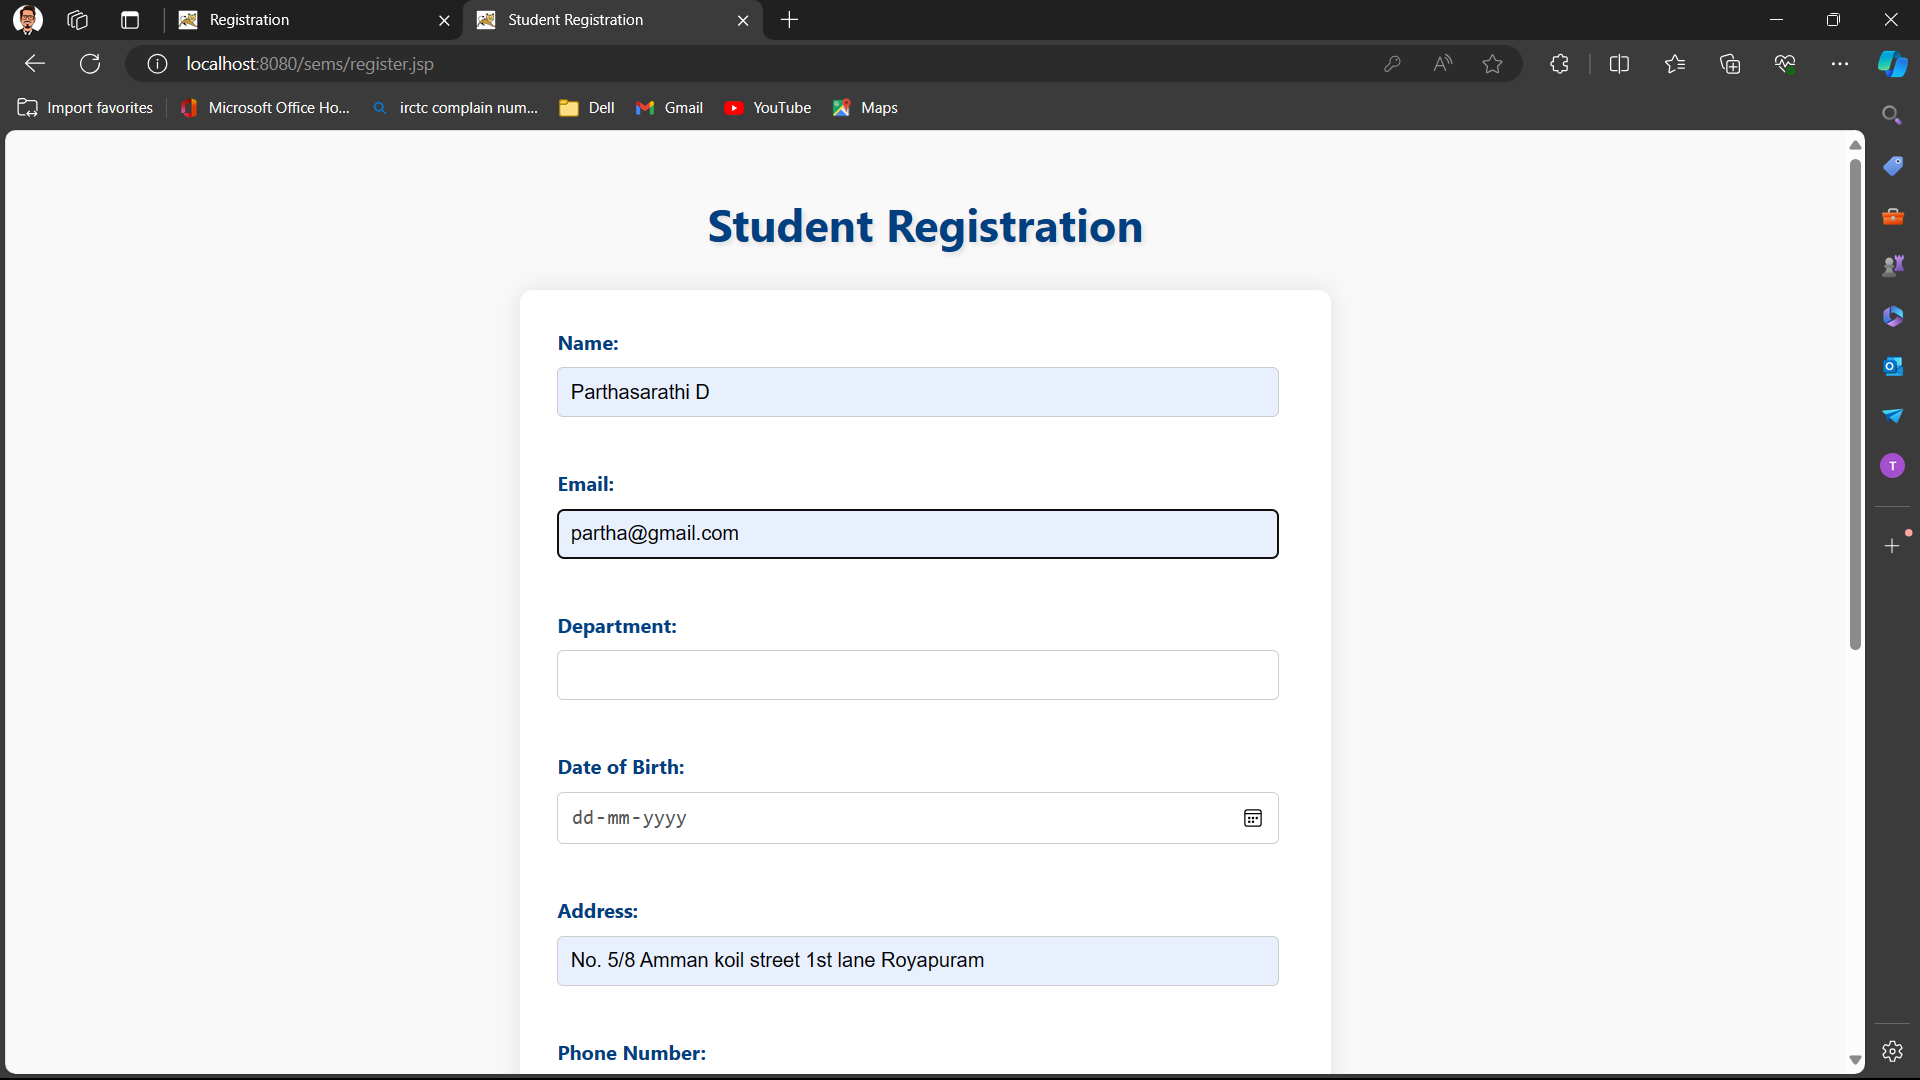 Registration
Student Registration
localhost:8080/sems/register.jsp
Import favorites
Microsoft Office Ho...
irctc complain num...
Dell
Gmail
YouTube
Maps
Student Registration
Name:
Parthasarathi D
Email:
partha@gmail.com
Department:
Date of Birth:
dd-mm-yyyy
Address:
No. 5/8 Amman koil street 1st lane Royapuram
Phone Number:
T